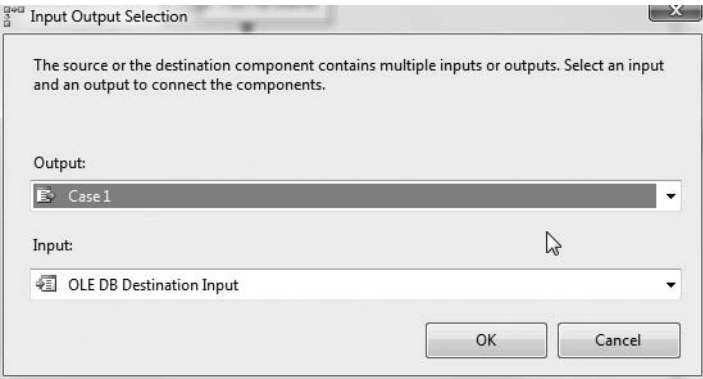 Input Output Selection
The source or the destination component contains multiple inputs or outputs. Select an input
and an output to connect the components.
Output:
Case 1
Input:
OLE DB Destination Input
OK
Cancel